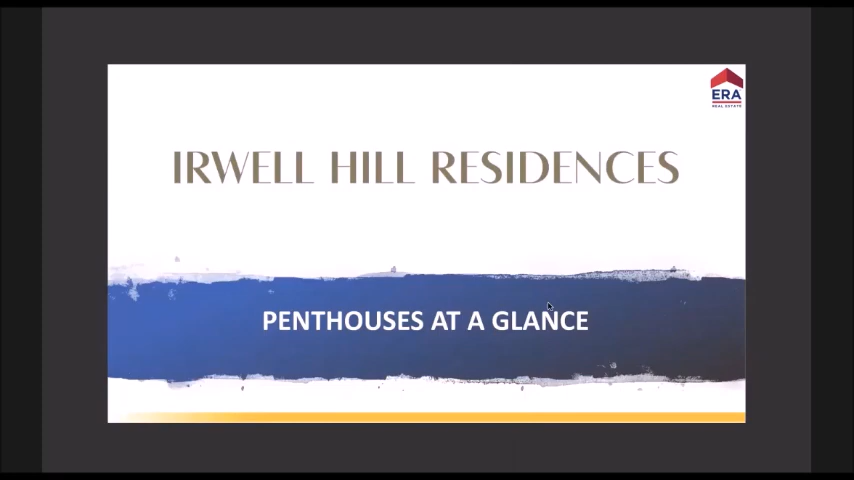 ERA
REAL ESTATE
IRWELL HILL RESIDENCES
PENTHOUSES AT A GLANCE